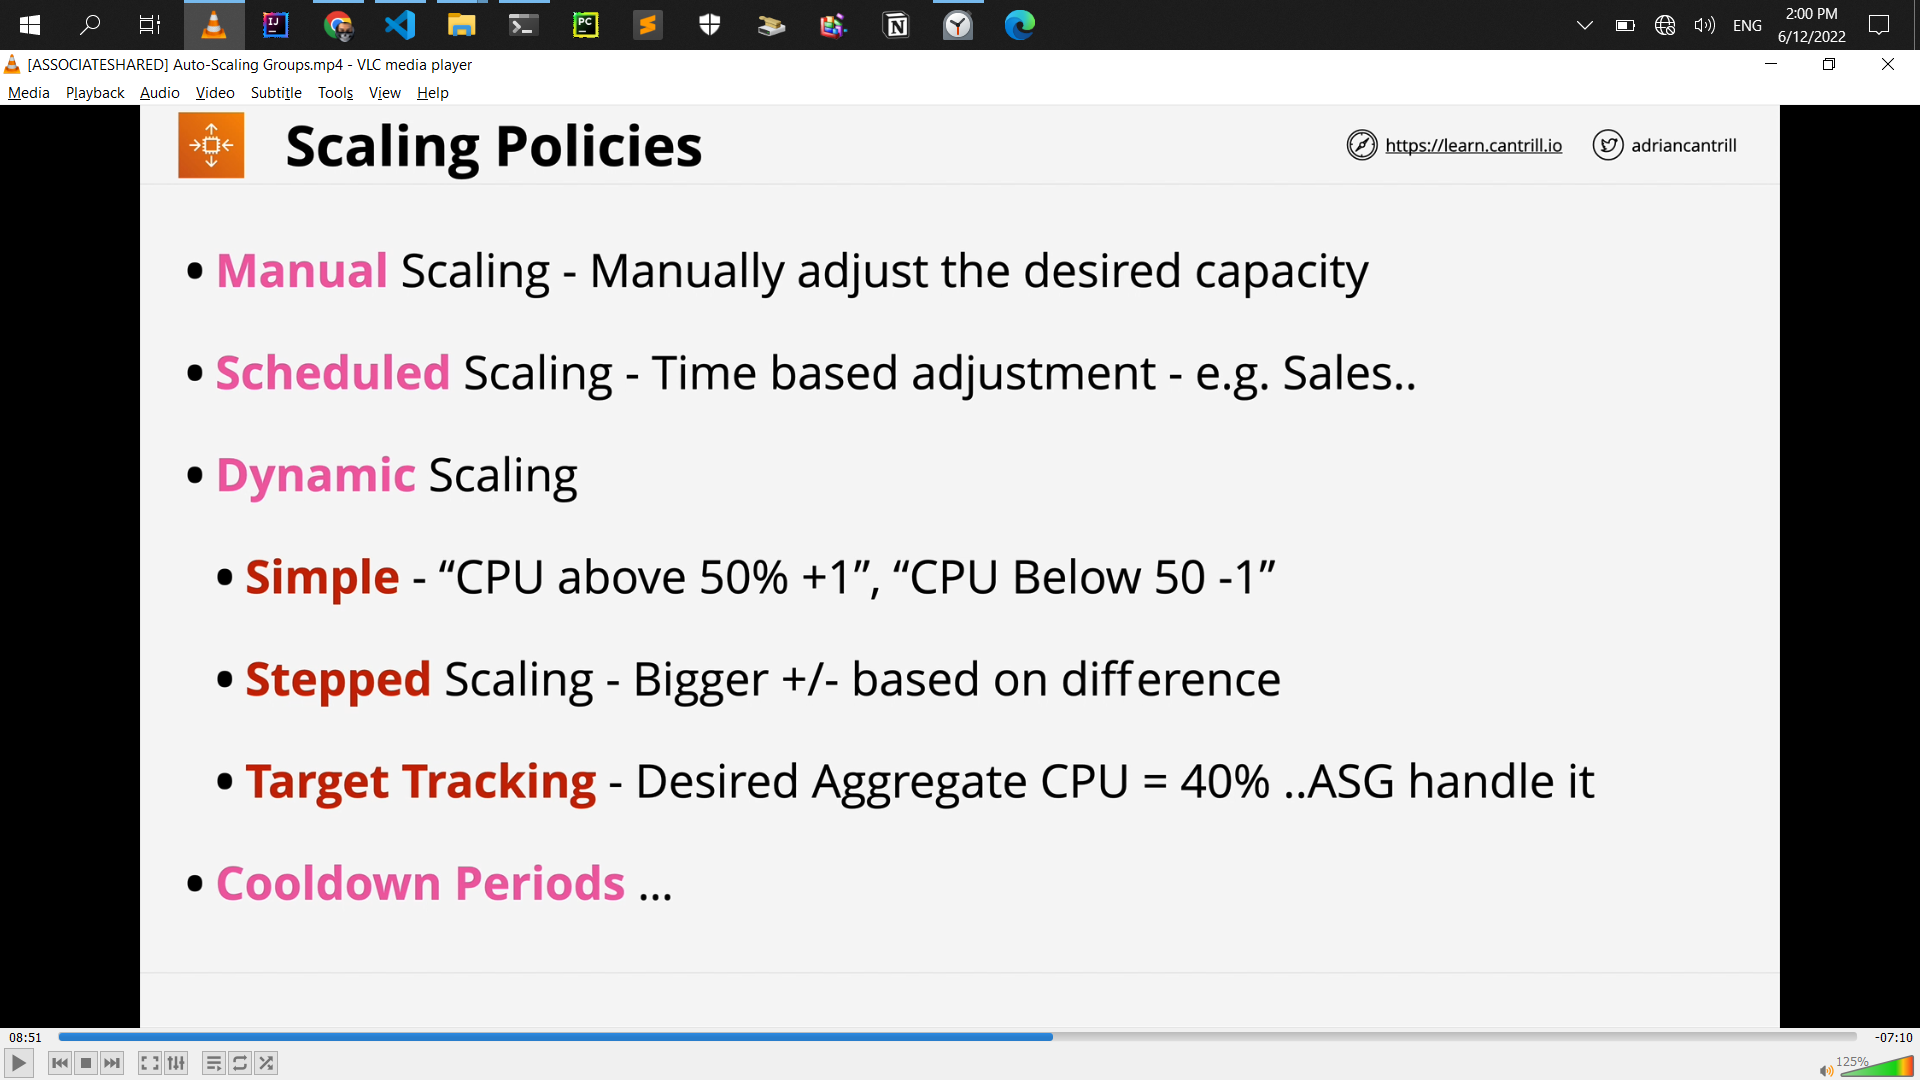 ENG
2:00 PM
6/12/2022
[ASSOCIATESHARED] Auto-Scaling Groups.mp4 - VLC media player
Media Playback Audio Video Subtitle Tools View Help
Scaling Policies
https://learn.cantrill.io
adriancantrill
• Manual Scaling - Manually adjust the desired capacity
• Scheduled Scaling - Time based adjustment - e.g. Sales..
• Dynamic Scaling
• Simple - “CPU above 50% +1”, “CPU Below 50 -1”
• Stepped Scaling - Bigger +/- based on difference
• Target Tracking - Desired Aggregate CPU = 40% ..ASG handle it
• Cooldown Periods ...
08:51
-07:10
125%